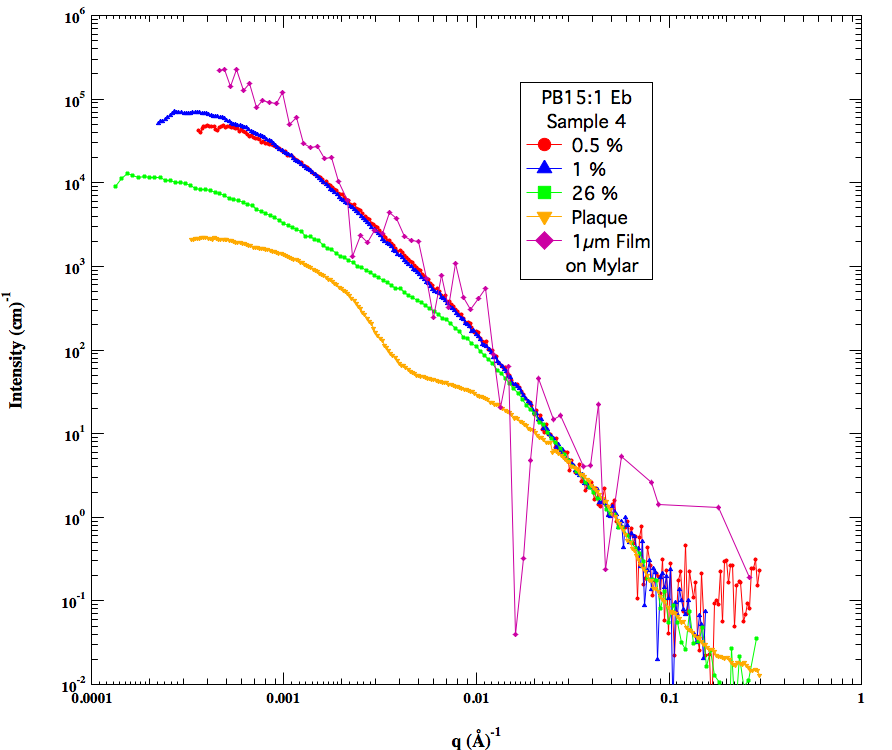 10^6
10^5
10^4
10^3
10^2
10^1
10^0
10^-1
10^-2
Intensity (cm)^-1
PB15:1 Eb
Sample 4
0.5 %
1 %
26 %
Plaque
1μm Film
on Mylar
0.0001
0.001
0.01
0.1
1
q (Å)^-1